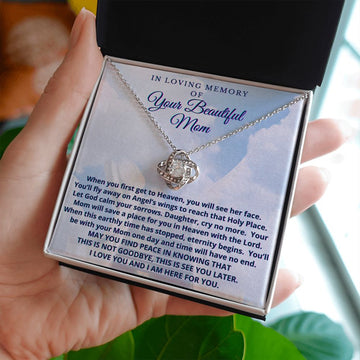 IN LOVING MEMORY
OF
Your Beautiful
Mom
When you first get to Heaven, you will see her face.
You'll fly away on Angel's wings to reach that Holy Place.
Let God calm your sorrows. Daughter, cry no more. Your
Mom will save a place for you in Heaven with the Lord.
When this earthly time has stopped, eternity begins. You'll
be with your Mom one day and time will have no end.
MAY YOU FIND PEACE IN KNOWING THAT
THIS IS NOT GOODBYE, THIS IS SEE YOU LATER.
I LOVE YOU AND I AM HERE FOR YOU.